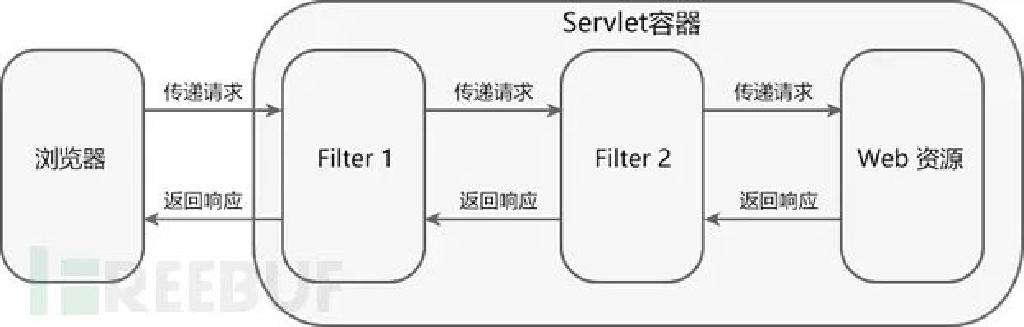 Servlet容器
传递请求
传递请求
传递请求
浏览器
Filter 1
Filter 2
Web 资源
返回响应
返回响应
返回响应
REEBUF